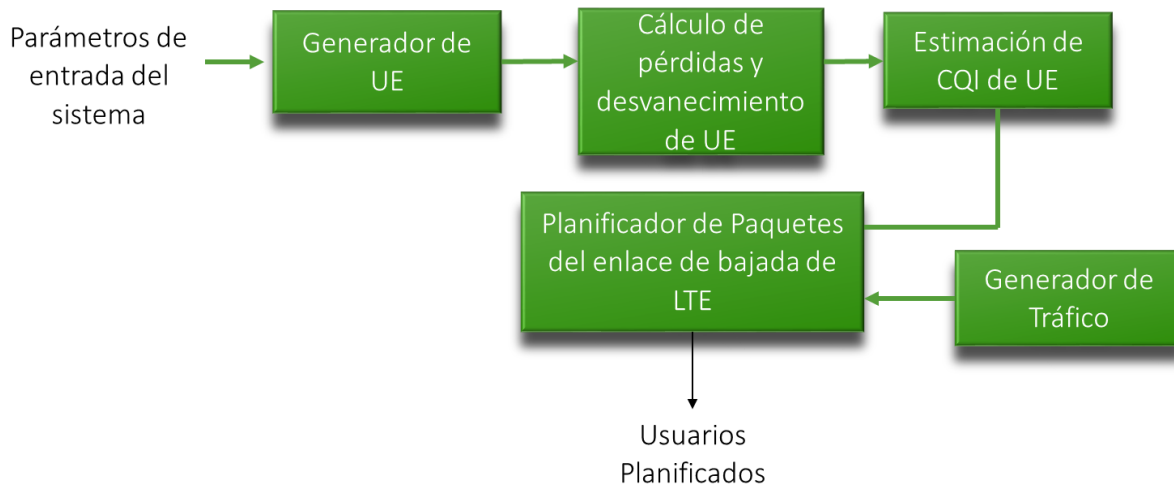 Parámetros de
entrada del
sistema
Generador de
UE
Cálculo de
pérdidas y
desvanecimiento
de UE
Estimación de
CQI de UE
Planificador de Paquetes
del enlace de bajada de
LTE
Generador de
Tráfico
Usuarios
Planificados